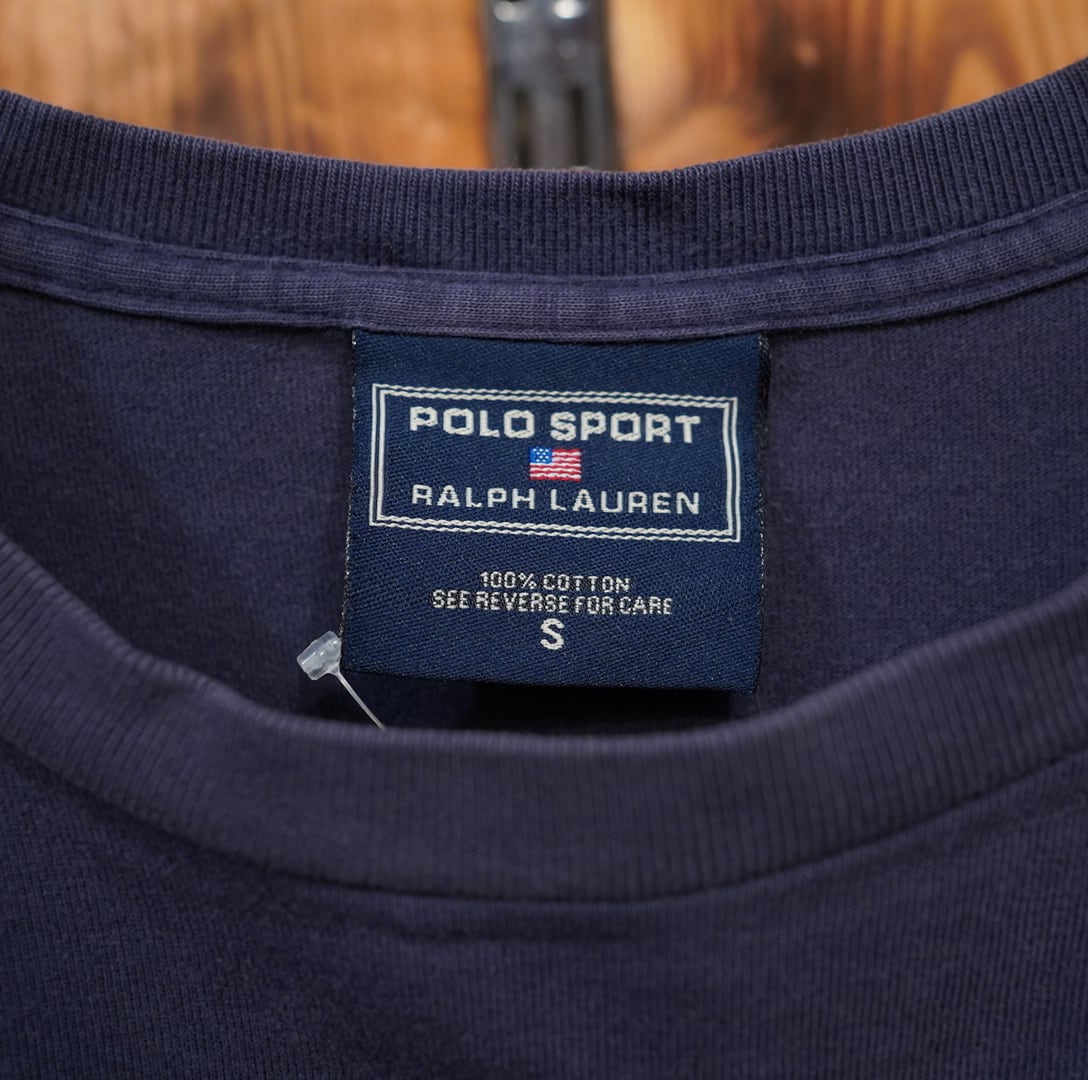 POLO SPORT
RALPH LAUREN
100% COTTON
SEE REVERSE FOR CARE
S